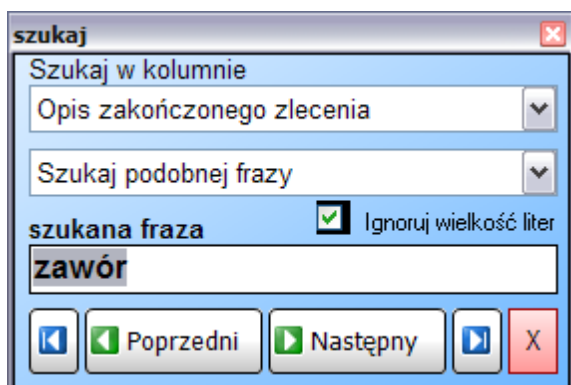 szukaj
Szukaj w kolumnie
Opis zakończonego zlecenia
Szukaj podobnej frazy
szukana fraza Ignoruj wielkość liter
zawór
Poprzedni Następny X